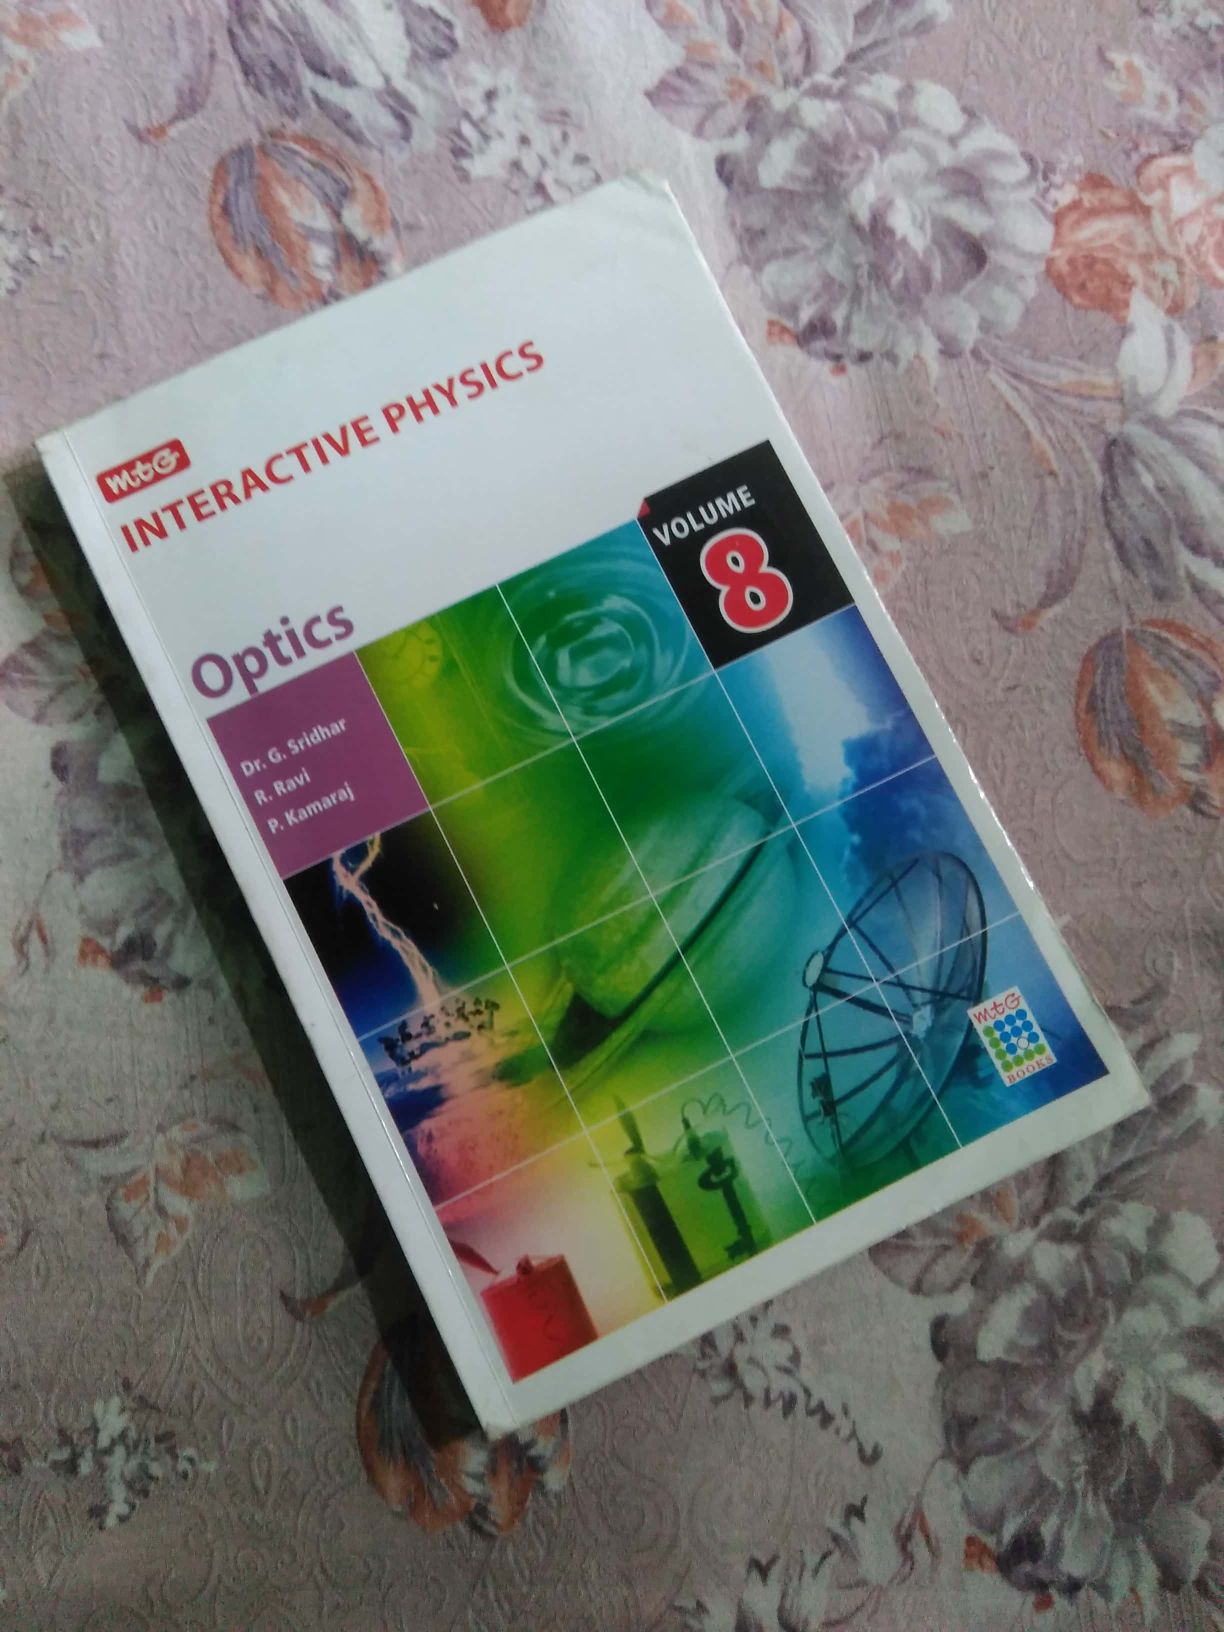 mtG
INTERACTIVE PHYSICS
VOLUME
8
Optics
Dr. G. Sridhar
R. Ravi
P. Kamaraj
mtG
BOOKS